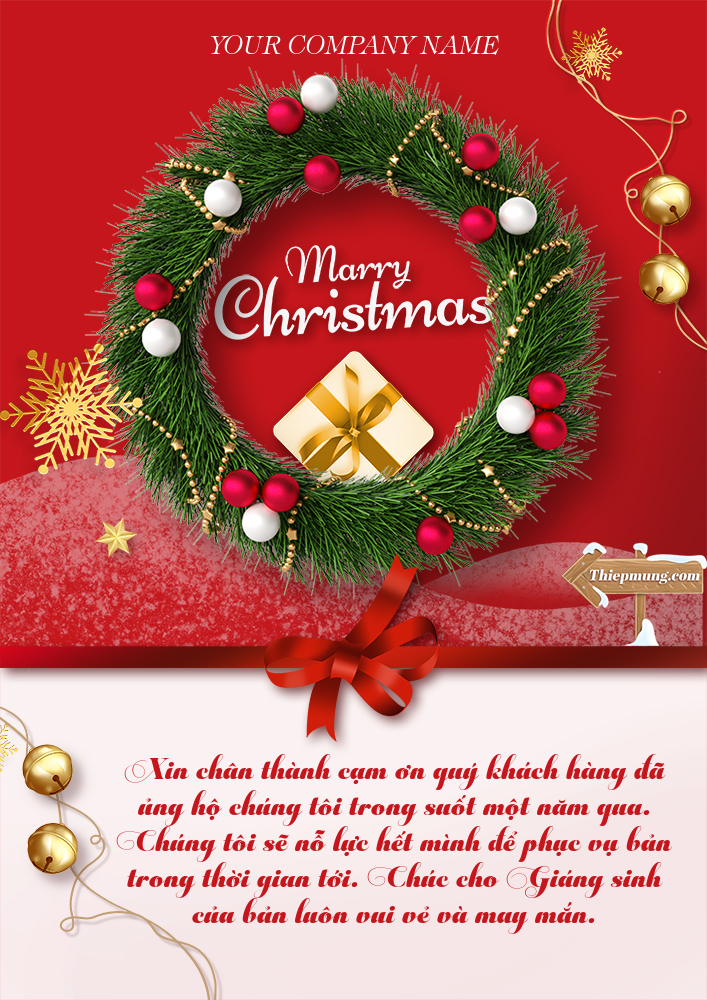 YOUR COMPANY NAME
Marry
Christmas
Thiepmung.com
Xin chân thành cạm ơn quý khách hàng đã
ủng hộ chúng tôi trong suốt một năm qua.
Chúng tôi sẽ nỗ lực hết mình để phục vụ bản
trong thời gian tới. Chúc cho Giáng sinh
của bản luôn vui vẻ và may mắn.